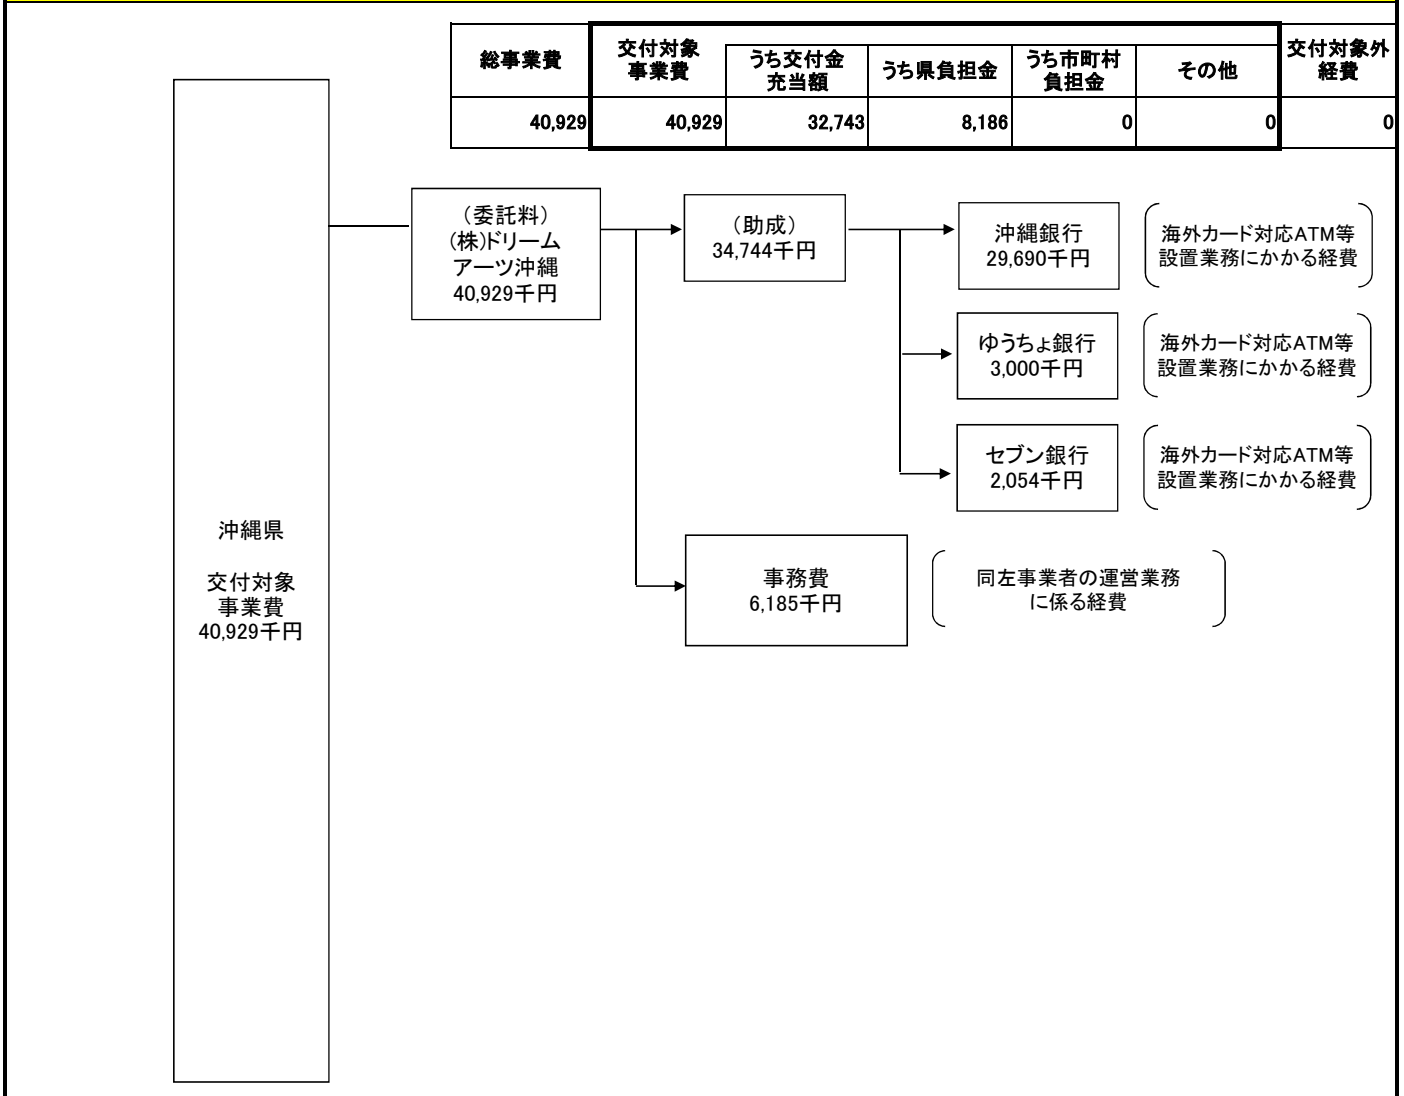 総事業費
交付対象
事業費
うち交付金
充当額
うち県負担金
うち市町村
負担金
その他
交付対象外
経費
40,929
40,929
32,743
8,186
0
0
0
（委託料）
(株)ドリーム
アーツ沖縄
40,929千円
（助成）
34,744千円
沖縄銀行
29,690千円
海外カード対応ATM等
設置業務にかかる経費
ゆうちょ銀行
3,000千円
海外カード対応ATM等
設置業務にかかる経費
セブン銀行
2,054千円
海外カード対応ATM等
設置業務にかかる経費
沖縄県
交付対象
事業費
40,929千円
事務費
6,185千円
同左事業者の運営業務
に係る経費